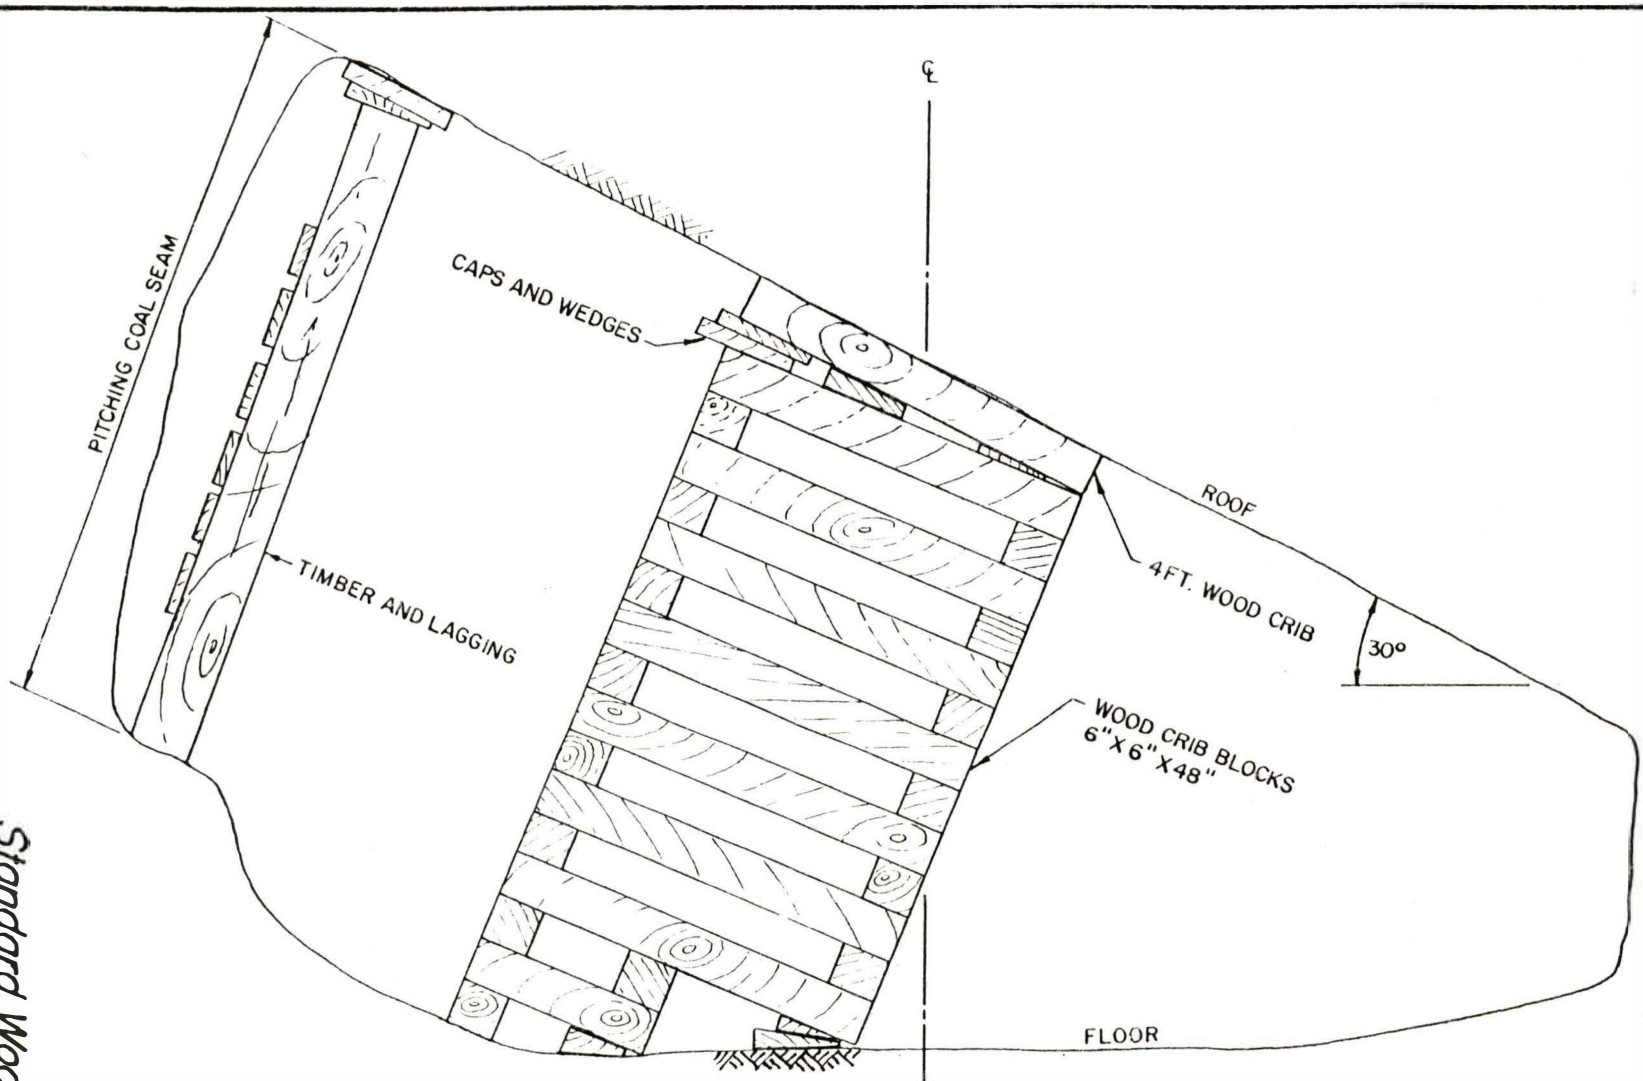 ℄
PITCHING COAL SEAM
CAPS AND WEDGES
ROOF
4FT. WOOD CRIB
30°
TIMBER AND LAGGING
WOOD CRIB BLOCKS
6"X6"X48"
FLOOR
Standard